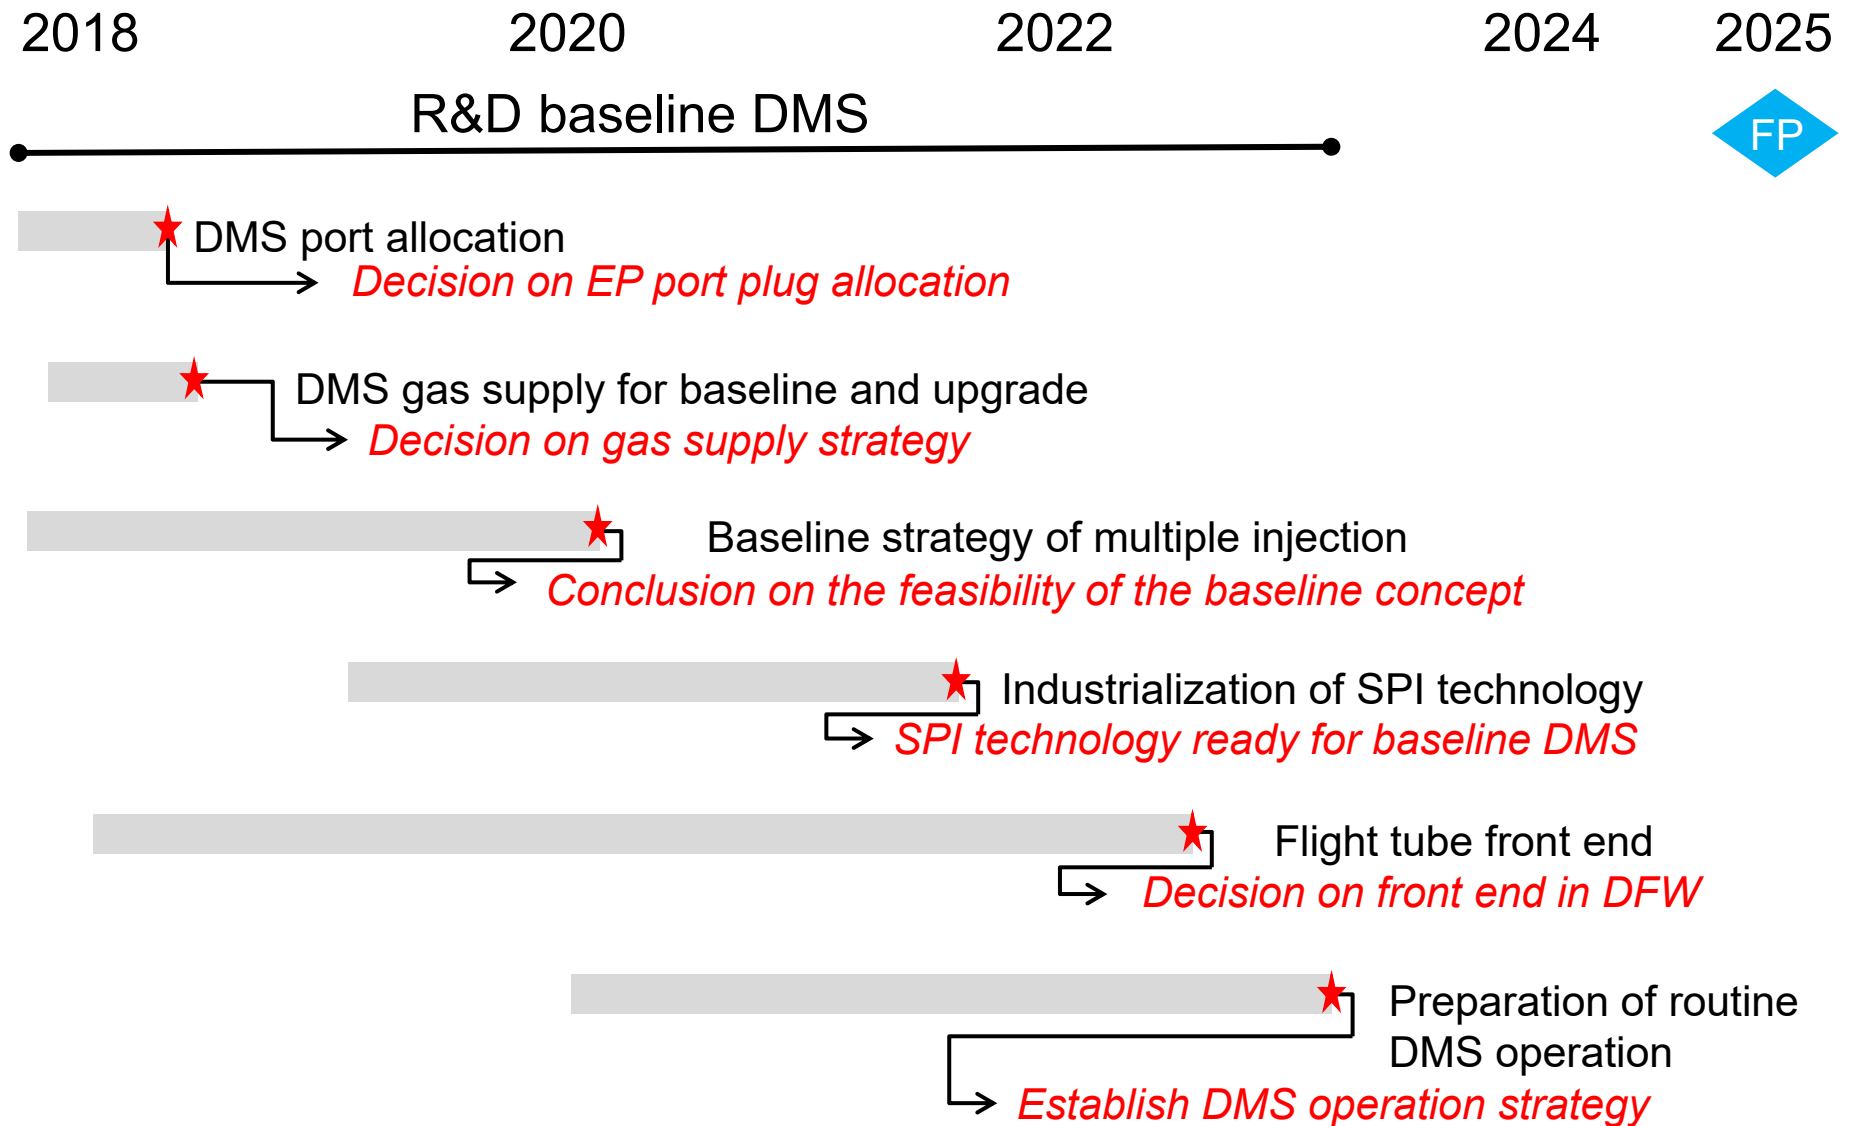 2018 2020 2022 2024 2025
R&D baseline DMS
FP
DMS port allocation
Decision on EP port plug allocation
DMS gas supply for baseline and upgrade
Decision on gas supply strategy
Baseline strategy of multiple injection
Conclusion on the feasibility of the baseline concept
Industrialization of SPI technology
SPI technology ready for baseline DMS
Flight tube front end
Decision on front end in DFW
Preparation of routine
DMS operation
Establish DMS operation strategy